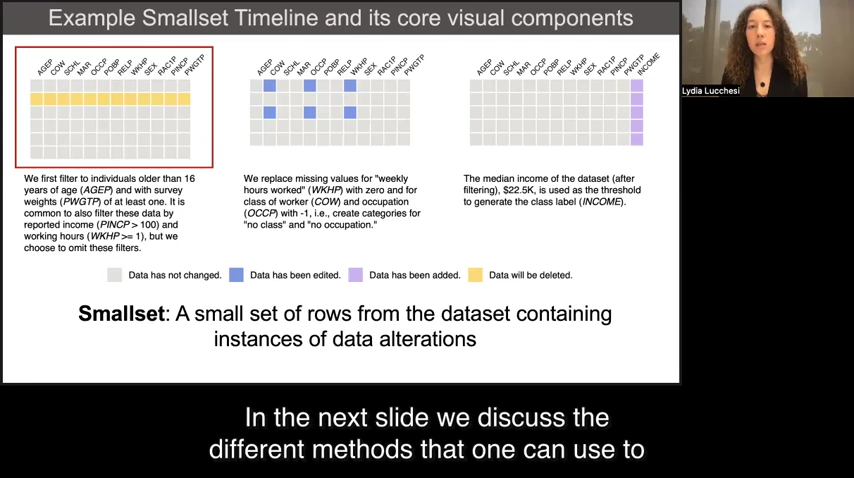 Example Smallset Timeline and its core visual components
AGEP COW SCHL MAR OCCP POBP RELP WKHP SEX RAC1P PINCP PWGTP
AGEP COW SCHL MAR OCCP POBP RELP WKHP SEX RAC1P PINCP PWGTP
AGEP COW SCHL MAR OCCP POBP RELP WKHP SEX RAC1P PINCP PWGTP INCOME
We first filter to individuals older than 16
years of age (AGEP) and with survey
weights (PWGTP) of at least one. It is
common to also filter these data by
reported income (PINCP > 100) and
working hours (WKHP >= 1), but we
choose to omit these filters.
We replace missing values for "weekly
hours worked" (WKHP) with zero and for
class of worker (COW) and occupation
(OCCP) with -1, i.e., create categories for
"no class" and "no occupation."
The median income of the dataset (after
filtering), $22.5K, is used as the threshold
to generate the class label (INCOME).
Data has not changed. Data has been edited. Data has been added. Data will be deleted.
Smallset: A small set of rows from the dataset containing
instances of data alterations
Lydia Lucchesi
In the next slide we discuss the
different methods that one can use to